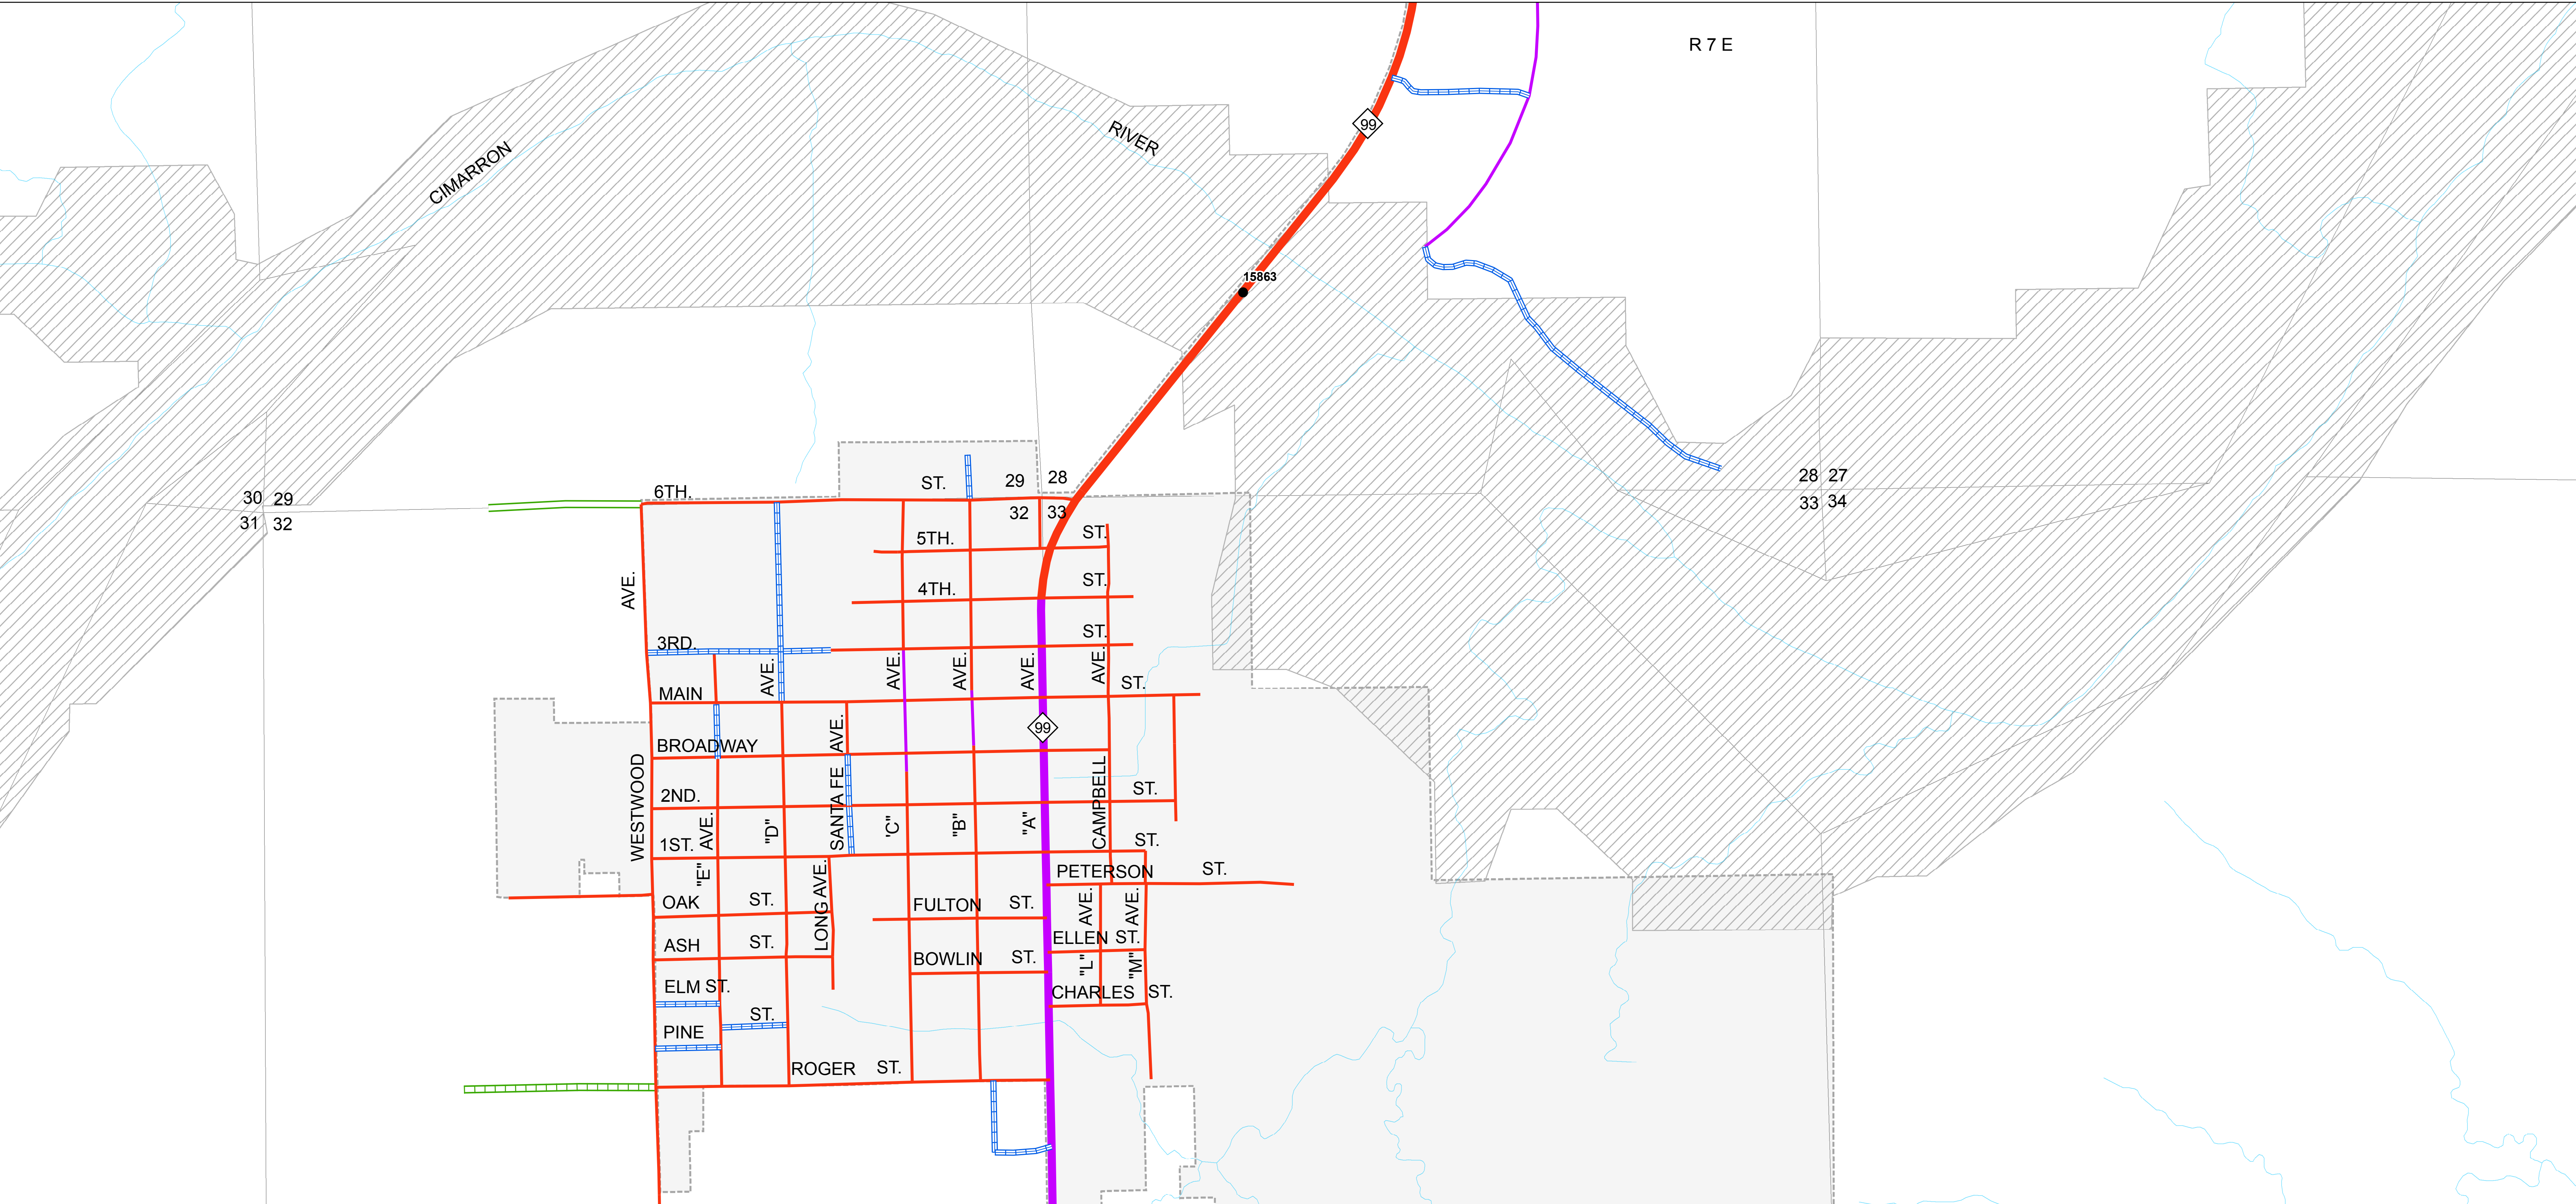 R 7 E
99
RIVER
CIMARRON
15863
30 29
31 32
6TH. ST.
29 28
32 33
28 27
33 34
5TH. ST.
4TH. ST.
AVE.
3RD. ST.
AVE.
AVE.
AVE.
AVE.
AVE.
MAIN ST.
99
BROADWAY
AVE.
WESTWOOD
SANTA FE
CAMPBELL
2ND. ST.
AVE.
"D"
'C'
"B"
"A"
1ST. ST.
"E"
LONG AVE.
PETERSON ST.
OAK ST.
FULTON ST.
AVE.
AVE.
ASH ST.
ELLEN ST.
BOWLIN ST.
"L"
"M"
ELM ST.
CHARLES ST.
PINE ST.
ROGER ST.